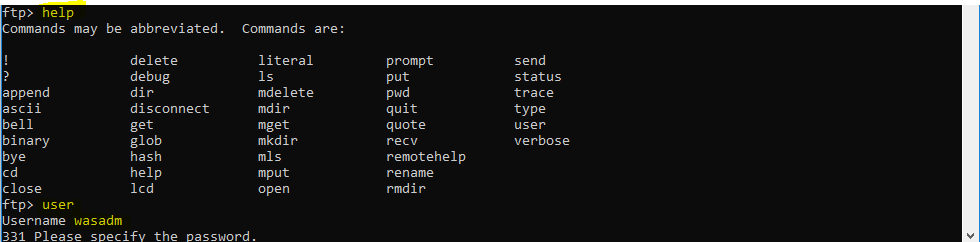 ftp> help
Commands may be abbreviated.  Commands are:

!               delete          literal         prompt          send
?               debug           ls              put             status
append          dir             mdelete         pwd             trace
ascii           disconnect      mdir            quit            type
bell            get             mget            quote           user
binary          glob            mkdir           recv            verbose
bye             hash            mls             remotehelp
cd              help            mput            rename
close           lcd             open            rmdir
ftp> user
Username wasadm
331 Please specify the password.